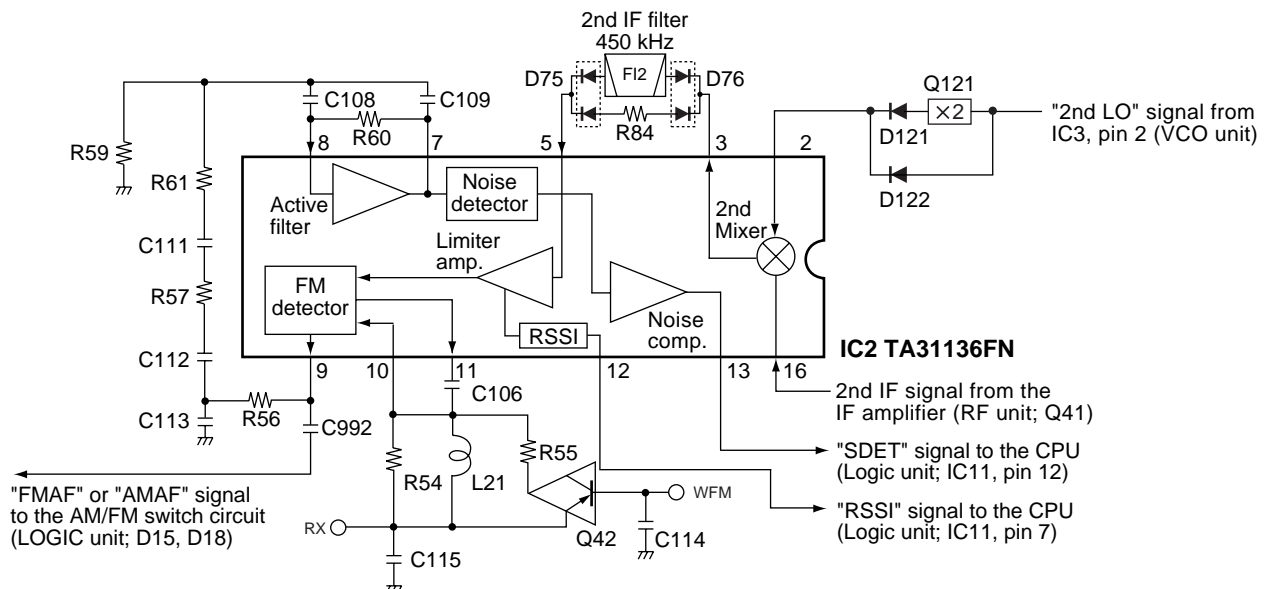 2nd IF filter
450 kHz
D75
FI2
D76
Q121
C108
C109
×2
"2nd LO" signal from
IC3, pin 2 (VCO unit)
R60
R84
D121
R59
8
7
5
3
2
R61
D122
Active
filter
Noise
detector
2nd
Mixer
Limiter
amp.
C111
FM
detector
R57
RSSI
Noise
comp.
IC2 TA31136FN
C112
9
10
11
12
13
16
C106
2nd IF signal from the
IF amplifier (RF unit; Q41)
C113
R56
C992
R55
"SDET" signal to the CPU
(Logic unit; IC11, pin 12)
R54
L21
WFM
"FMAF" or "AMAF" signal
to the AM/FM switch circuit
(LOGIC unit; D15, D18)
RX
"RSSI" signal to the CPU
(Logic unit; IC11, pin 7)
Q42
C114
C115